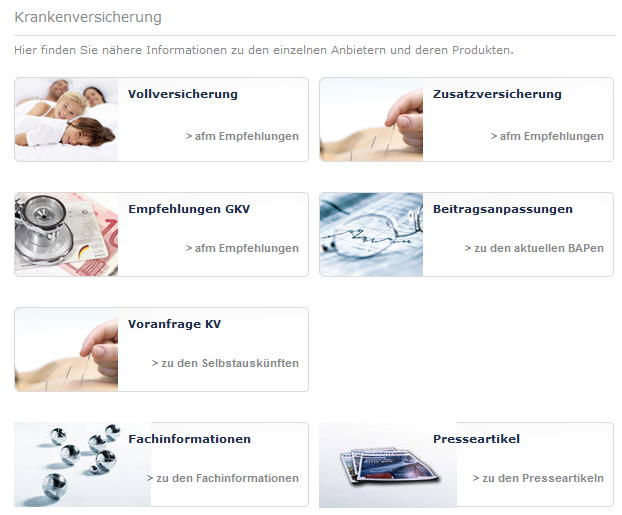 Krankenversicherung
Hier finden Sie nähere Informationen zu den einzelnen Anbietern und deren Produkten.
Vollversicherung
> afm Empfehlungen
Zusatzversicherung
> afm Empfehlungen
Empfehlungen GKV
> afm Empfehlungen
Beitragsanpassungen
> zu den aktuellen BAPen
Voranfrage KV
> zu den Selbstauskünften
Fachinformationen
> zu den Fachinformationen
Presseartikel
> zu den Presseartikeln